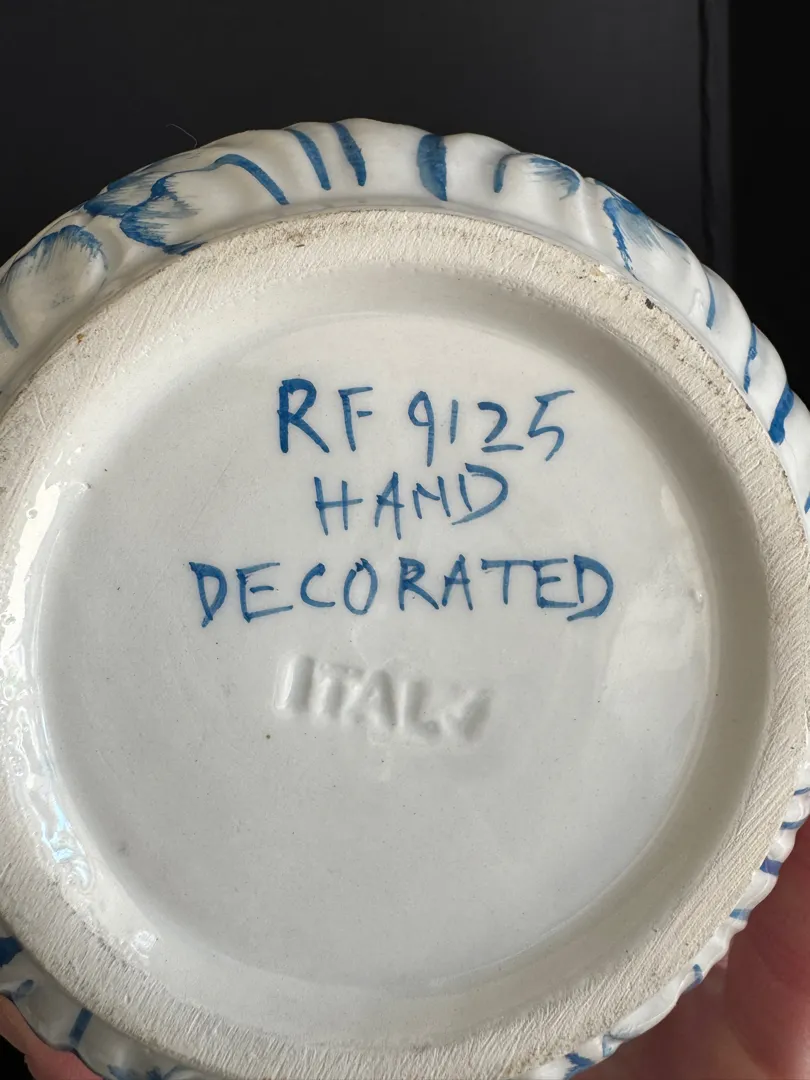 RF 9125
HAND
DECORATED
ITALY